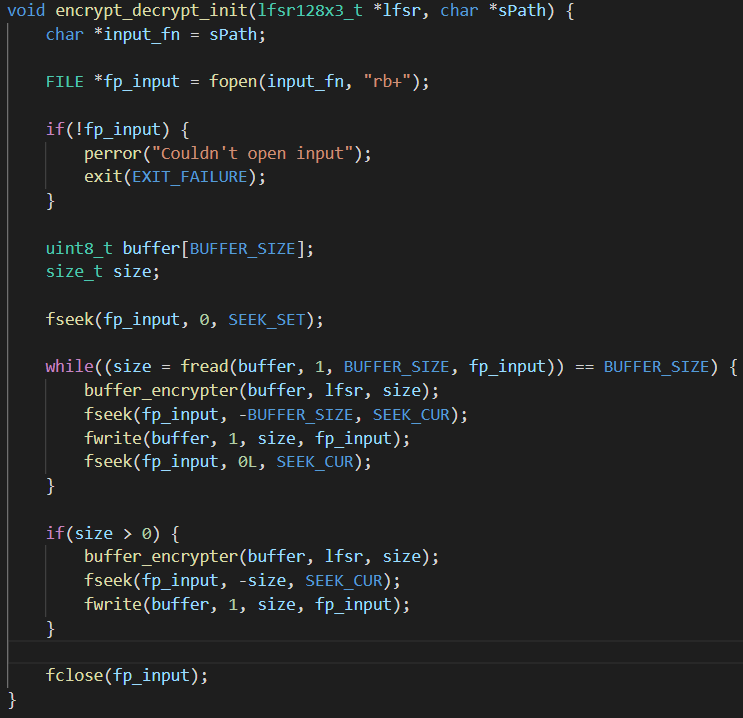 void encrypt_decrypt_init(lfsr128x3_t *lfsr, char *sPath) {
    char *input_fn = sPath;

    FILE *fp_input = fopen(input_fn, "rb+");

    if(!fp_input) {
        perror("Couldn't open input");
        exit(EXIT_FAILURE);
    }

    uint8_t buffer[BUFFER_SIZE];
    size_t size;

    fseek(fp_input, 0, SEEK_SET);

    while((size = fread(buffer, 1, BUFFER_SIZE, fp_input)) == BUFFER_SIZE) {
        buffer_encrypter(buffer, lfsr, size);
        fseek(fp_input, -BUFFER_SIZE, SEEK_CUR);
        fwrite(buffer, 1, size, fp_input);
        fseek(fp_input, 0L, SEEK_CUR);
    }

    if(size > 0) {
        buffer_encrypter(buffer, lfsr, size);
        fseek(fp_input, -size, SEEK_CUR);
        fwrite(buffer, 1, size, fp_input);
    }

    fclose(fp_input);
}